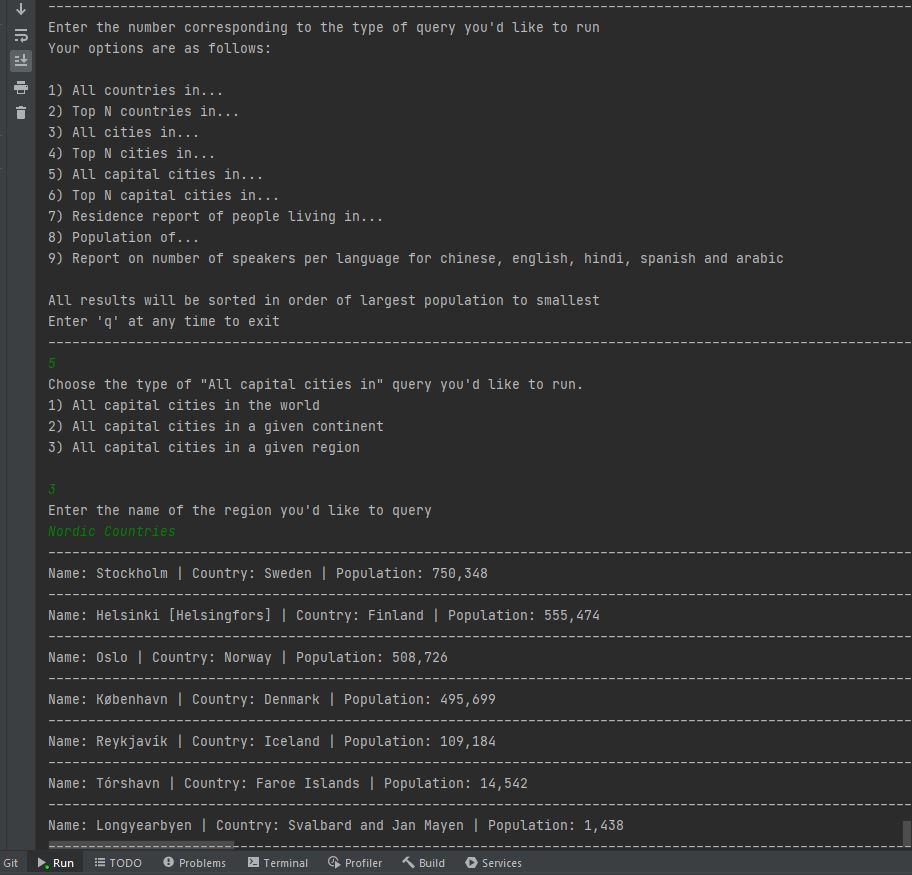 --------------------------------------------------------------------------------------------------------------
Enter the number corresponding to the type of query you'd like to run
Your options are as follows:
1) All countries in...
2) Top N countries in...
3) All cities in...
4) Top N cities in...
5) All capital cities in...
6) Top N capital cities in...
7) Residence report of people living in...
8) Population of...
9) Report on number of speakers per language for chinese, english, hindi, spanish and arabic
All results will be sorted in order of largest population to smallest
Enter 'q' at any time to exit
--------------------------------------------------------------------------------------------------------------
5
Choose the type of "All capital cities in" query you'd like to run.
1) All capital cities in the world
2) All capital cities in a given continent
3) All capital cities in a given region
3
Enter the name of the region you'd like to query
Nordic Countries
--------------------------------------------------------------------------------------------------------------
Name: Stockholm | Country: Sweden | Population: 750,348
--------------------------------------------------------------------------------------------------------------
Name: Helsinki [Helsingfors] | Country: Finland | Population: 555,474
--------------------------------------------------------------------------------------------------------------
Name: Oslo | Country: Norway | Population: 508,726
--------------------------------------------------------------------------------------------------------------
Name: København | Country: Denmark | Population: 495,699
--------------------------------------------------------------------------------------------------------------
Name: Reykjavík | Country: Iceland | Population: 109,184
--------------------------------------------------------------------------------------------------------------
Name: Tórshavn | Country: Faroe Islands | Population: 14,542
--------------------------------------------------------------------------------------------------------------
Name: Longyearbyen | Country: Svalbard and Jan Mayen | Population: 1,438
--------------------------------------------------------------------------------------------------------------
Git Run TODO Problems Terminal Profiler Build Services